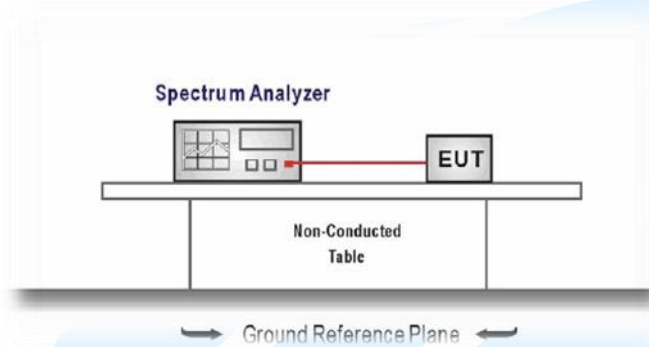 Spectrum Analyzer
EUT
Non-Conducted
Table
Ground Reference Plane